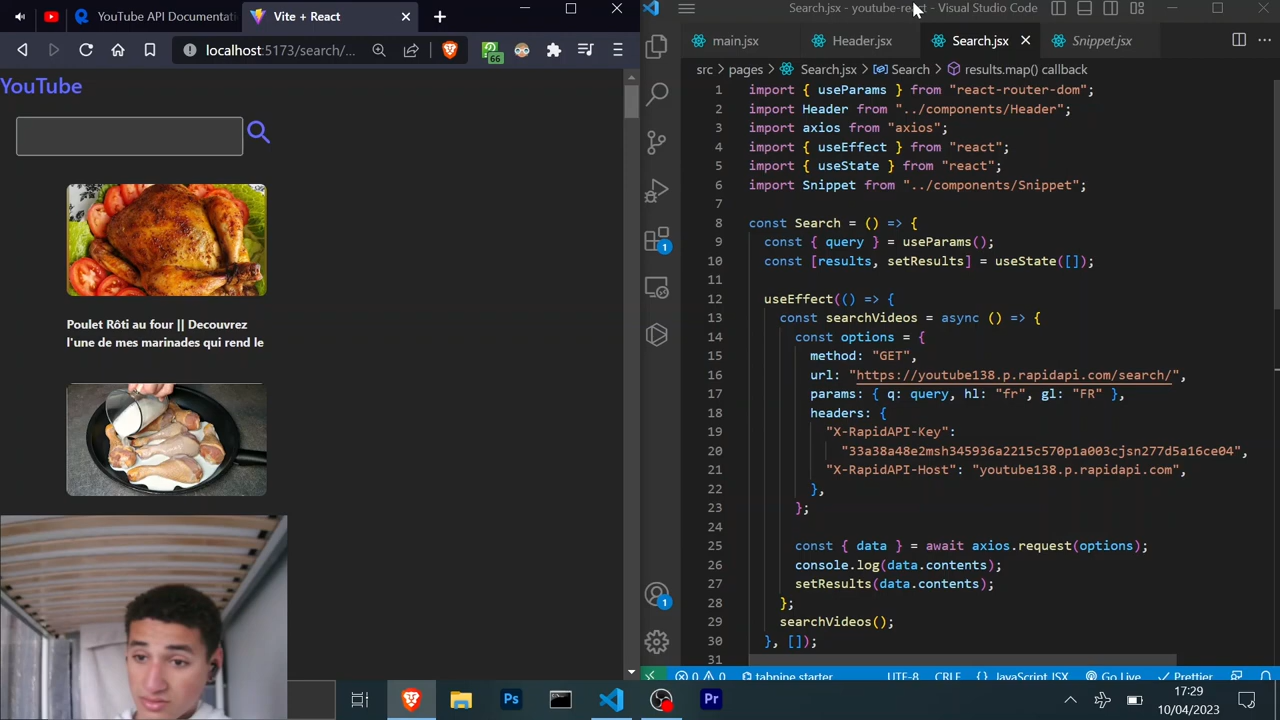 YouTube API Documentati
Vite + React
localhost:5173/search/...
66
YouTube
Poulet Rôti au four || Decouvrez
l'une de mes marinades qui rend le
Search.jsx - youtube-react - Visual Studio Code
main.jsx
Header.jsx
Search.jsx
Snippet.jsx
src > pages > Search.jsx > Search > results.map() callback
1 import { useParams } from "react-router-dom";
2 import Header from "../components/Header";
3 import axios from "axios";
4 import { useEffect } from "react";
5 import { useState } from "react";
6 import Snippet from "../components/Snippet";
7
8 const Search = () => {
9 const { query } = useParams();
10 const [results, setResults] = useState([]);
11
12 useEffect(() => {
13 const searchVideos = async () => {
14 const options = {
15 method: "GET",
16 url: "https://youtube138.p.rapidapi.com/search/",
17 params: { q: query, hl: "fr", gl: "FR" },
18 headers: {
19 "X-RapidAPI-Key":
20 "33a38a48e2msh345936a2215c570p1a003cjsn277d5a16ce04",
21 "X-RapidAPI-Host": "youtube138.p.rapidapi.com",
22 },
23 };
24
25 const { data } = await axios.request(options);
26 console.log(data.contents);
27 setResults(data.contents);
28 };
29 searchVideos();
30 }, []);
31
1
1
0 0 tabnine starter UTF-8 CRLF {} JavaScript JSX Go Live Prettier
Ps
Pr
17:29
10/04/2023